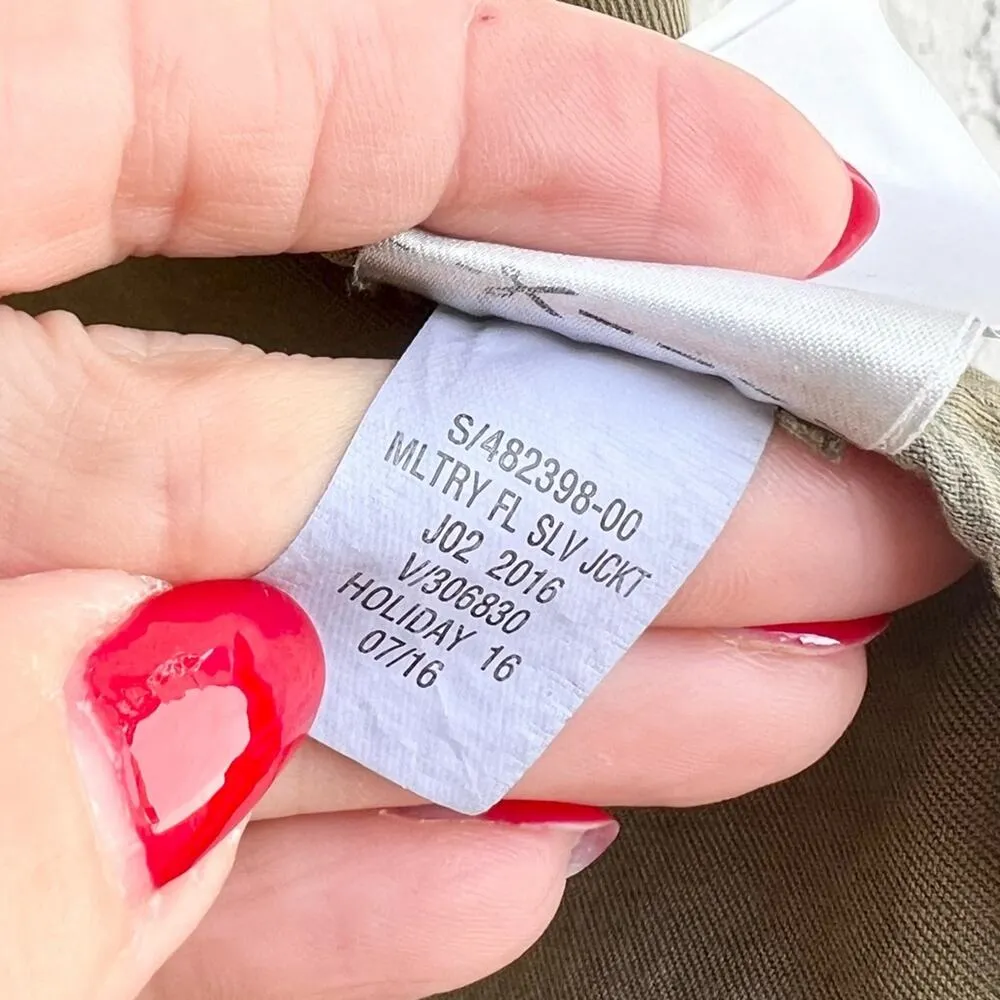 S/482398-00
MLTRY FL SLV JCKT
J02 2016
V/306830
HOLIDAY 16
07/16